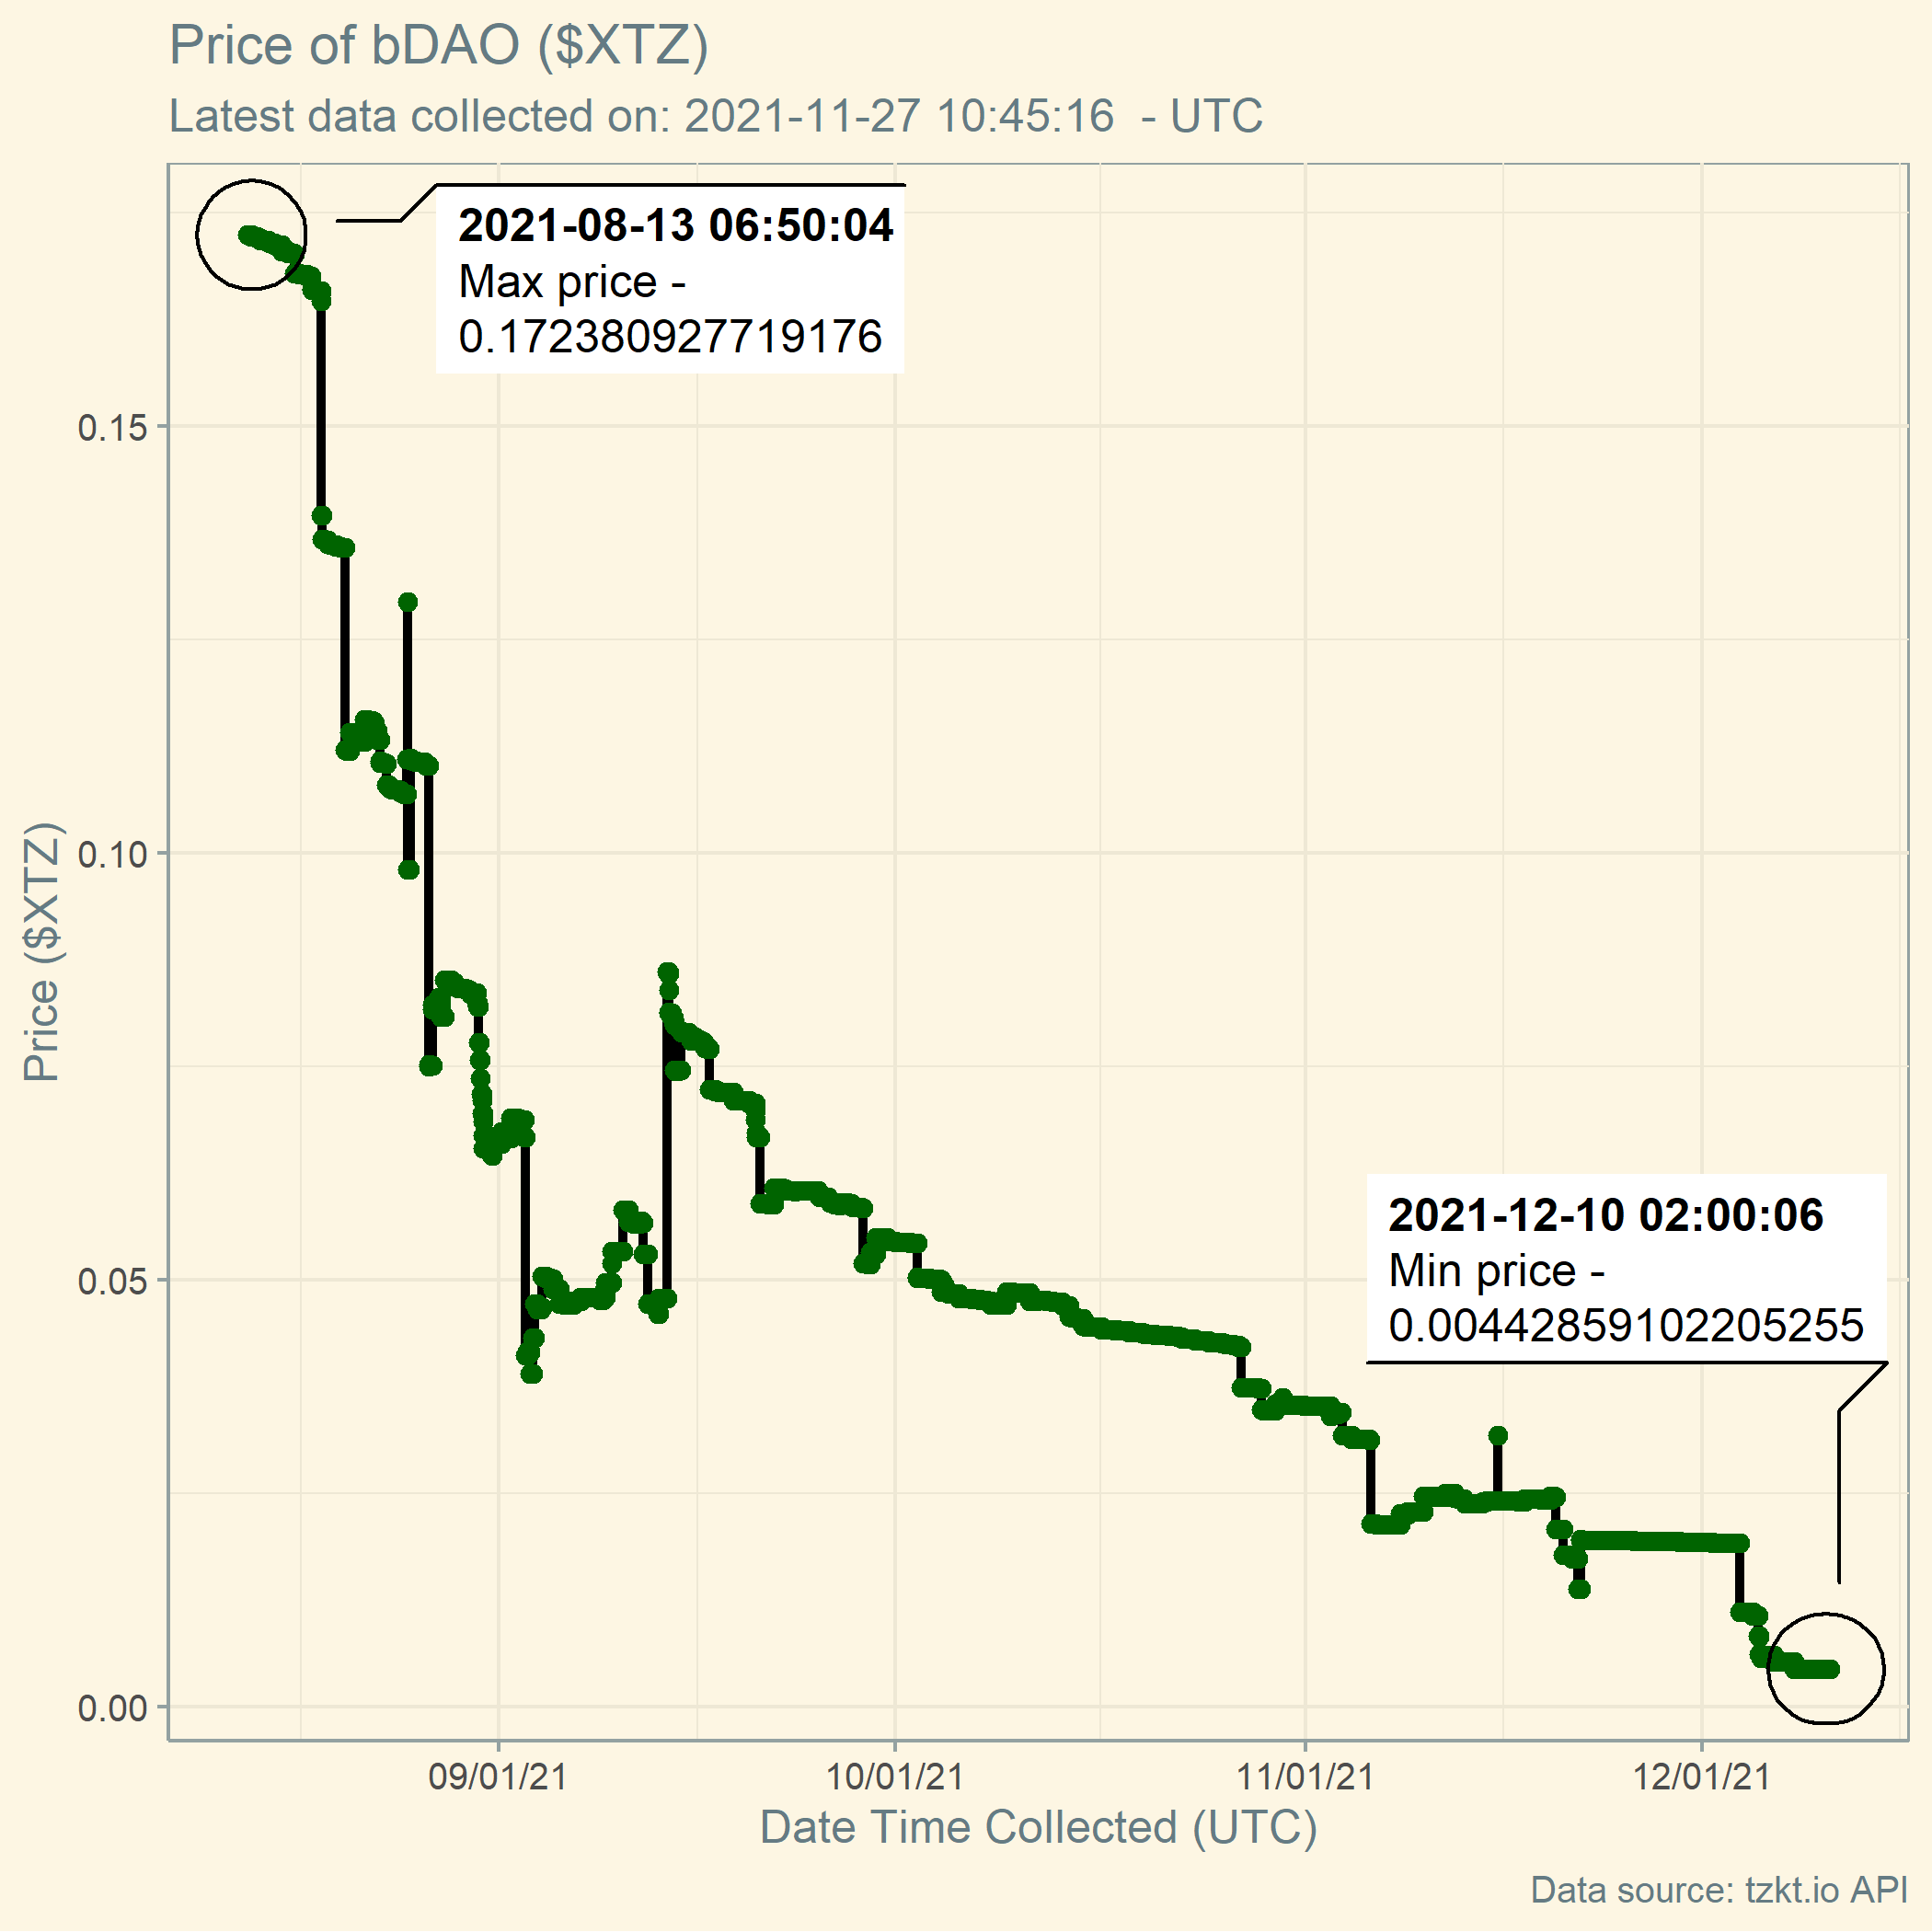 Price of bDAO ($XTZ)
Latest data collected on: 2021-11-27 10:45:16  - UTC
2021-08-13 06:50:04
Max price -
0.172380927719176
0.15
0.10
0.05
0.00
Price ($XTZ)
2021-12-10 02:00:06
Min price -
0.00442859102205255
09/01/21
10/01/21
11/01/21
12/01/21
Date Time Collected (UTC)
Data source: tzkt.io API